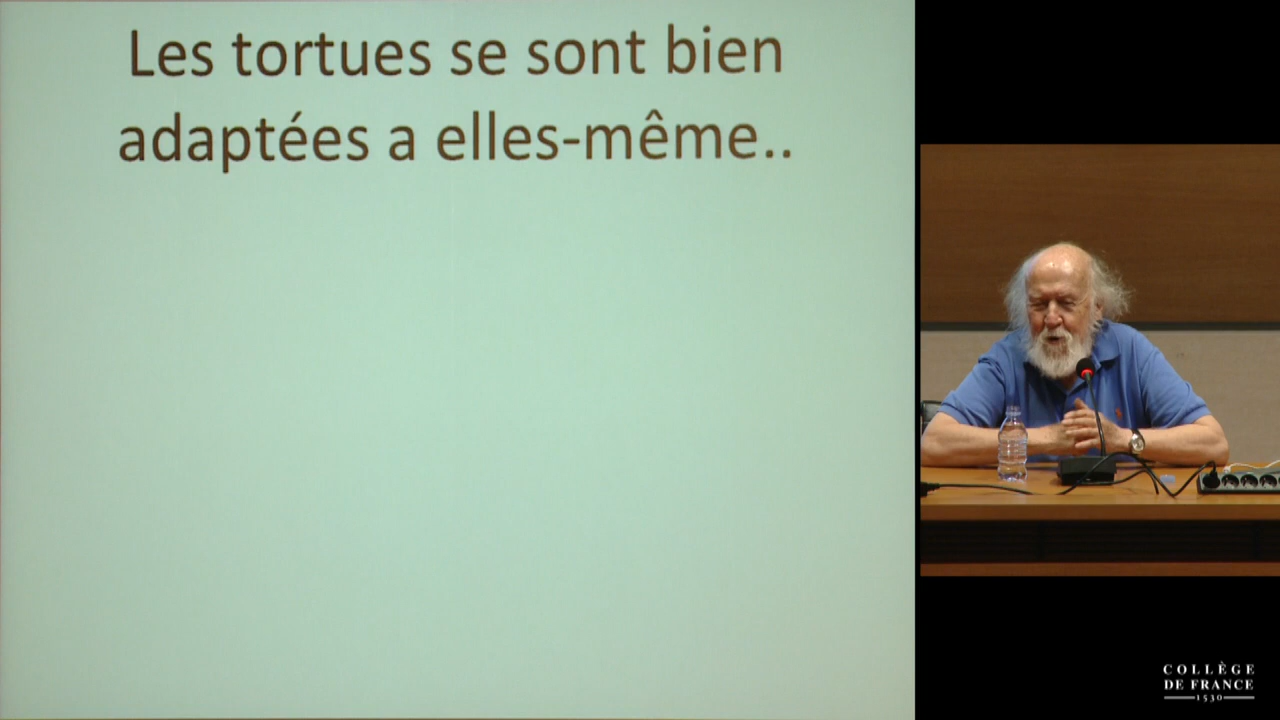 Les tortues se sont bien
adaptées a elles-même..
COLLÈGE
DE FRANCE
1530